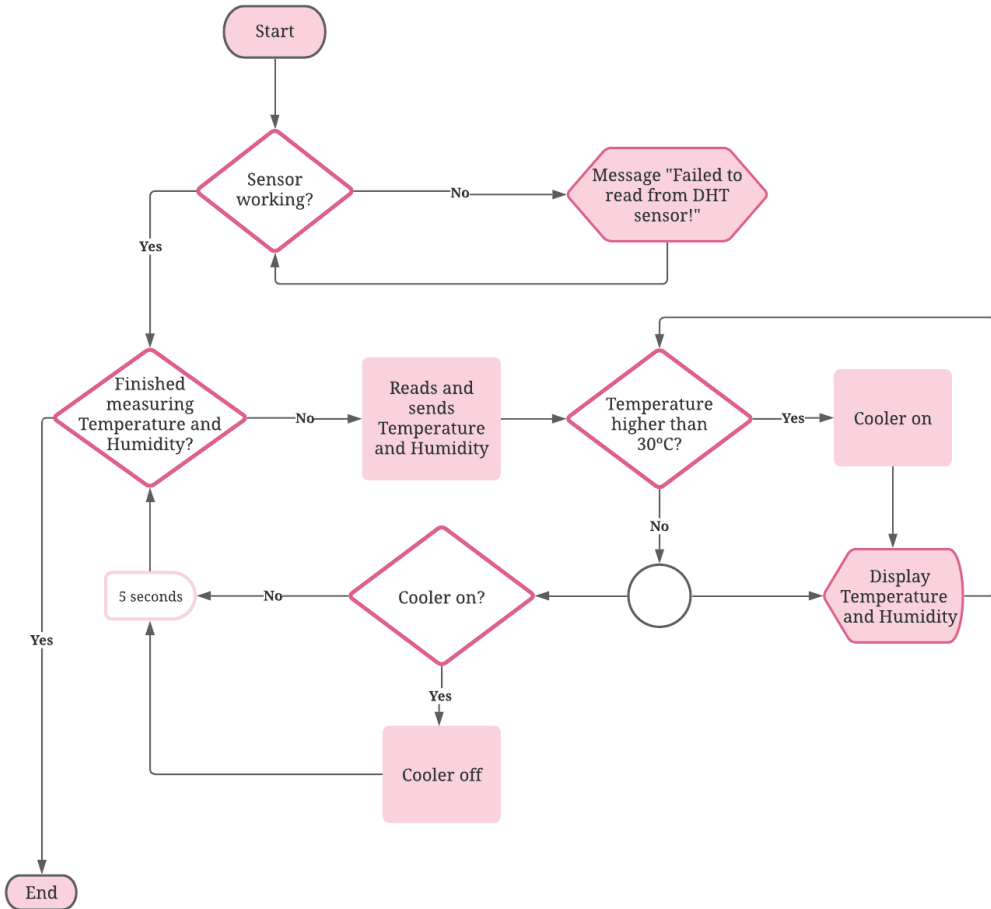 Start
Sensor
working?
No
Message "Failed to
read from DHT
sensor!"
Yes
Finished
measuring
Temperature and
Humidity?
No
Reads and
sends
Temperature
and Humidity
Temperature
higher than
30°C?
Yes
Cooler on
No
5 seconds
No
Cooler on?
Display
Temperature
and Humidity
Yes
Yes
Cooler off
End